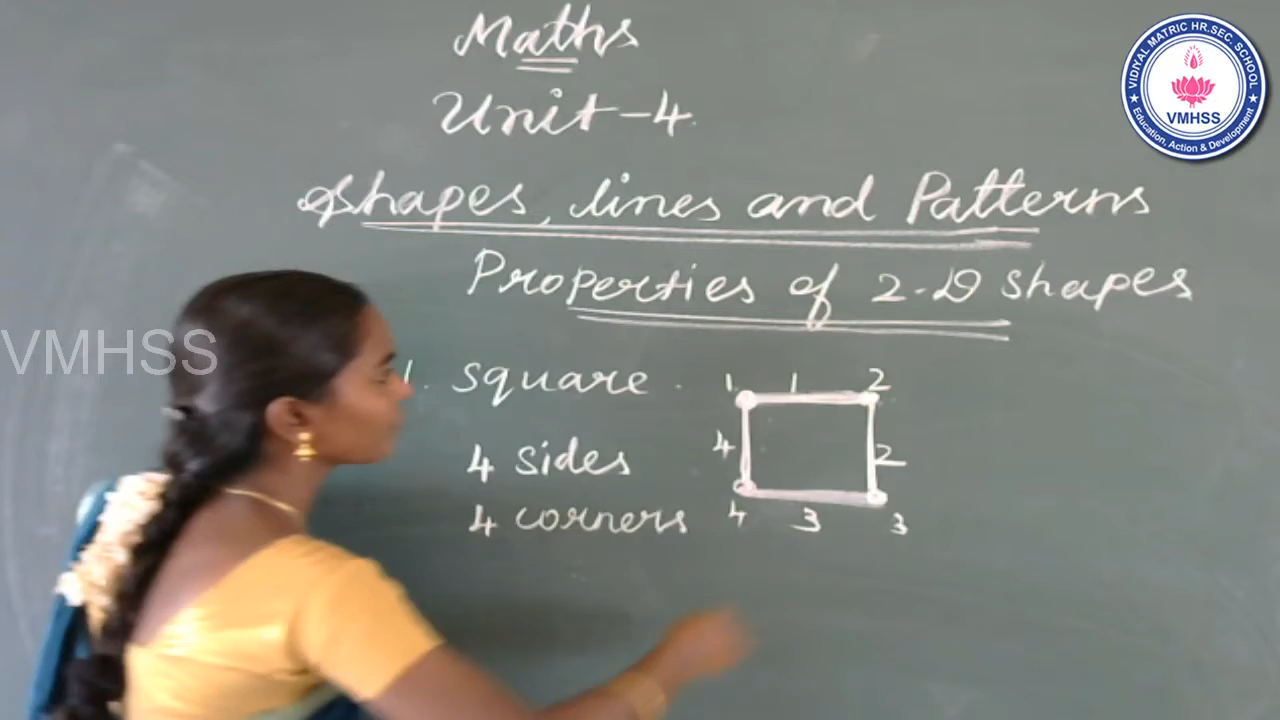 Maths
Unit-4.
Shapes, lines and Patterns
Properties of 2-D shapes
1. square.
4 sides
4 corners
1 1 2
4 2
4 3 3
VIDIYAL MATRIC HR.SEC. SCHOOL
VMHSS
★ Education, Action & Development ★
VMHSS